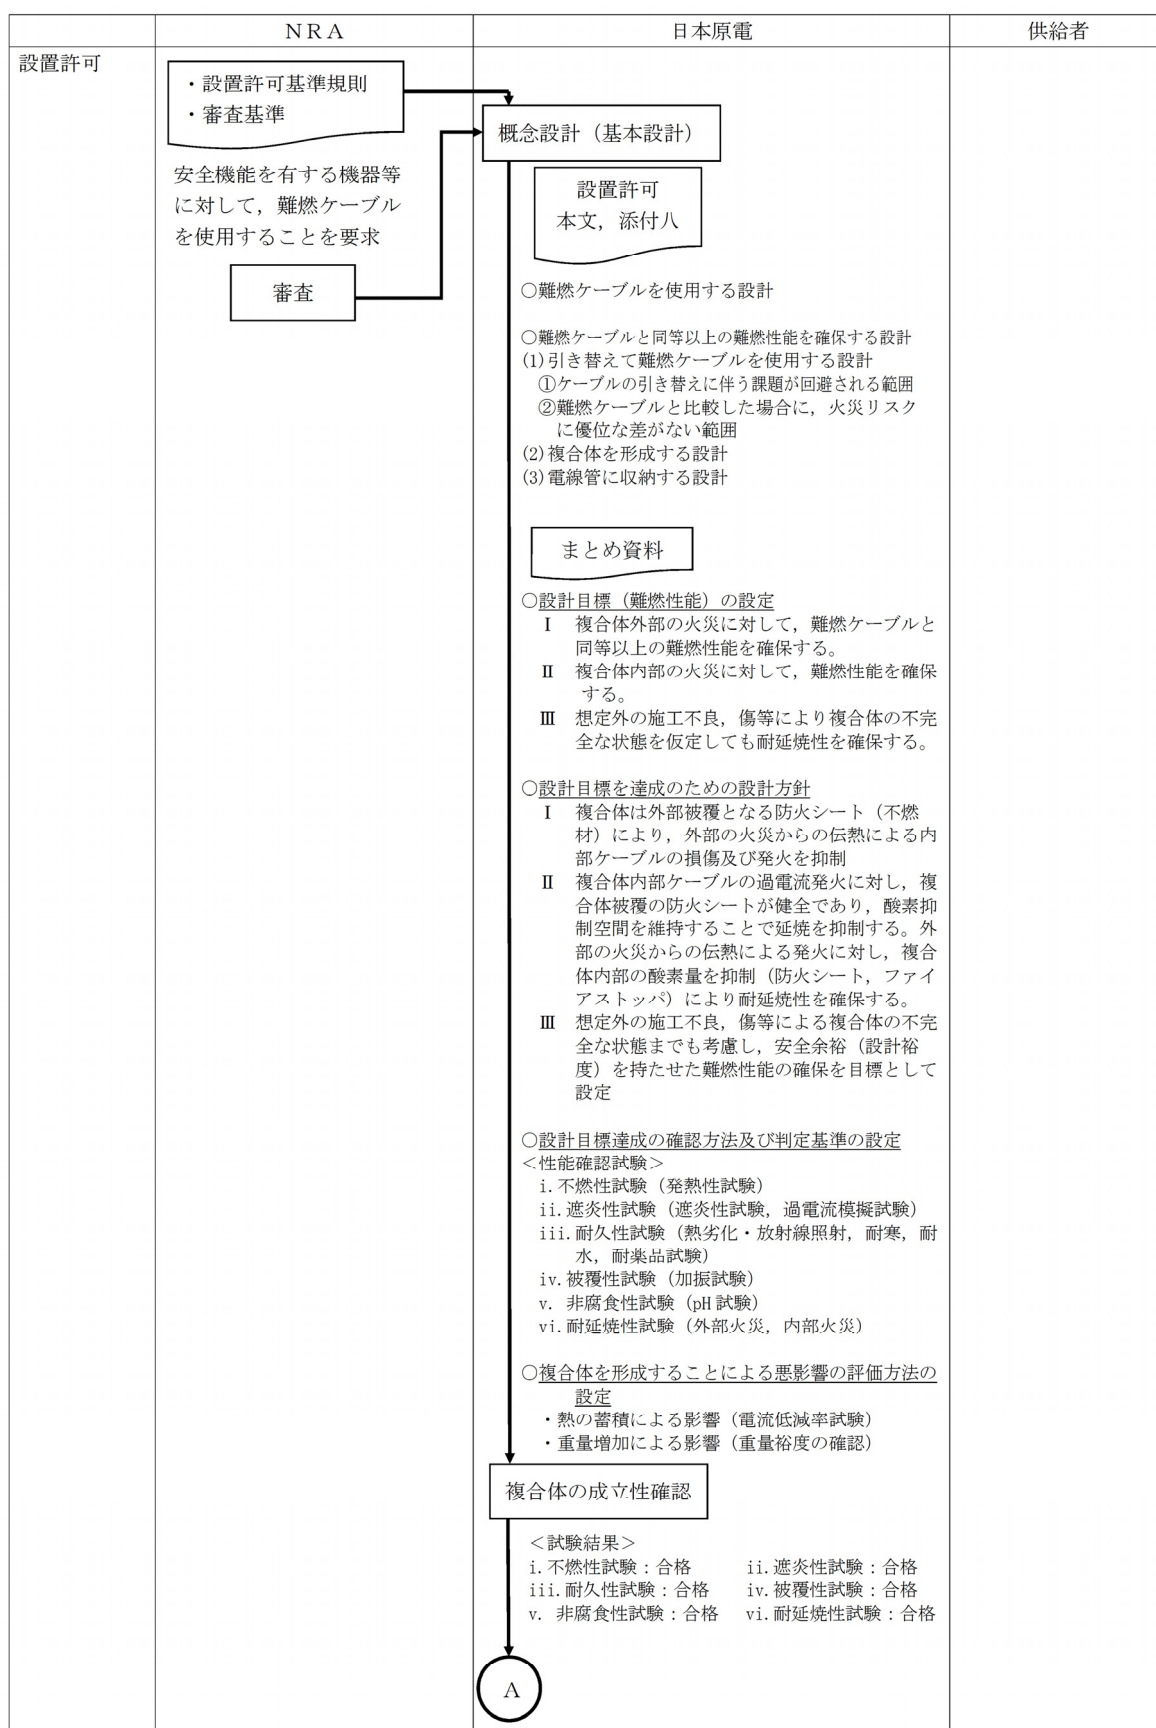 NRA
日本原電
供給者
設置許可
・設置許可基準規則
・審査基準
安全機能を有する機器等
に対して，難燃ケーブル
を使用することを要求
審査
概念設計（基本設計）
設置許可
本文，添付八
○難燃ケーブルを使用する設計
○難燃ケーブルと同等以上の難燃性能を確保する設計
(1)引き替えて難燃ケーブルを使用する設計
①ケーブルの引き替えに伴う課題が回避される範囲
②難燃ケーブルと比較した場合に，火災リスク
に優位な差がない範囲
(2)複合体を形成する設計
(3)電線管に収納する設計
まとめ資料
○設計目標（難燃性能）の設定
Ⅰ　複合体外部の火災に対して，難燃ケーブルと
同等以上の難燃性能を確保する。
Ⅱ　複合体内部の火災に対して，難燃性能を確保
する。
Ⅲ　想定外の施工不良，傷等により複合体の不完
全な状態を仮定しても耐延焼性を確保する。
○設計目標を達成のための設計方針
Ⅰ　複合体は外部被覆となる防火シート（不燃
材）により，外部の火災からの伝熱による内
部ケーブルの損傷及び発火を抑制
Ⅱ　複合体内部ケーブルの過電流発火に対し，複
合体被覆の防火シートが健全であり，酸素抑
制空間を維持することで延焼を抑制する。外
部の火災からの伝熱による発火に対し，複合
体内部の酸素量を抑制（防火シート，ファイ
アストッパ）により耐延焼性を確保する。
Ⅲ　想定外の施工不良，傷等による複合体の不完
全な状態までも考慮し，安全余裕（設計裕
度）を持たせた難燃性能の確保を目標として
設定
○設計目標達成の確認方法及び判定基準の設定
＜性能確認試験＞
i.不燃性試験（発熱性試験）
ii.遮炎性試験（遮炎性試験，過電流模擬試験）
iii.耐久性試験（熱劣化・放射線照射，耐寒，耐
水，耐薬品試験）
iv.被覆性試験（加振試験）
v. 非腐食性試験（pH試験）
vi.耐延焼性試験（外部火災，内部火災）
○複合体を形成することによる悪影響の評価方法の
設定
・熱の蓄積による影響（電流低減率試験）
・重量増加による影響（重量裕度の確認）
複合体の成立性確認
＜試験結果＞
i.不燃性試験：合格　ii.遮炎性試験：合格
iii.耐久性試験：合格　iv.被覆性試験：合格
v. 非腐食性試験：合格　vi.耐延焼性試験：合格
A